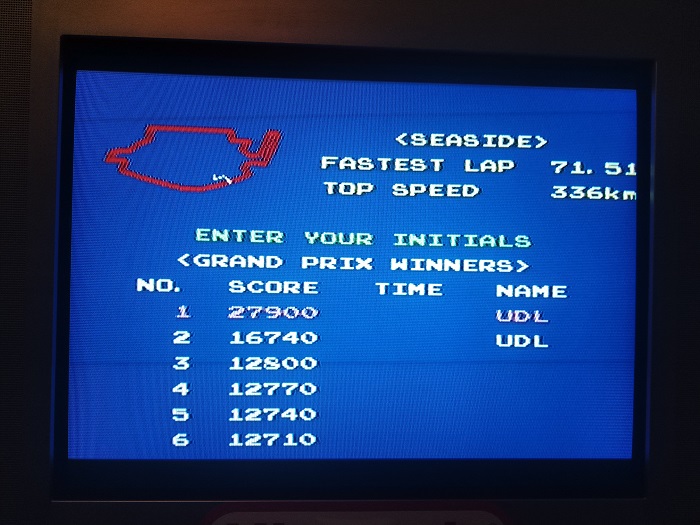 <SEASIDE>
FASTEST LAP 71.51
TOP SPEED 336km
ENTER YOUR INITIALS
<GRAND PRIX WINNERS>
NO. SCORE TIME NAME
1 27900 UDL
2 16740 UDL
3 12800
4 12770
5 12740
6 12710